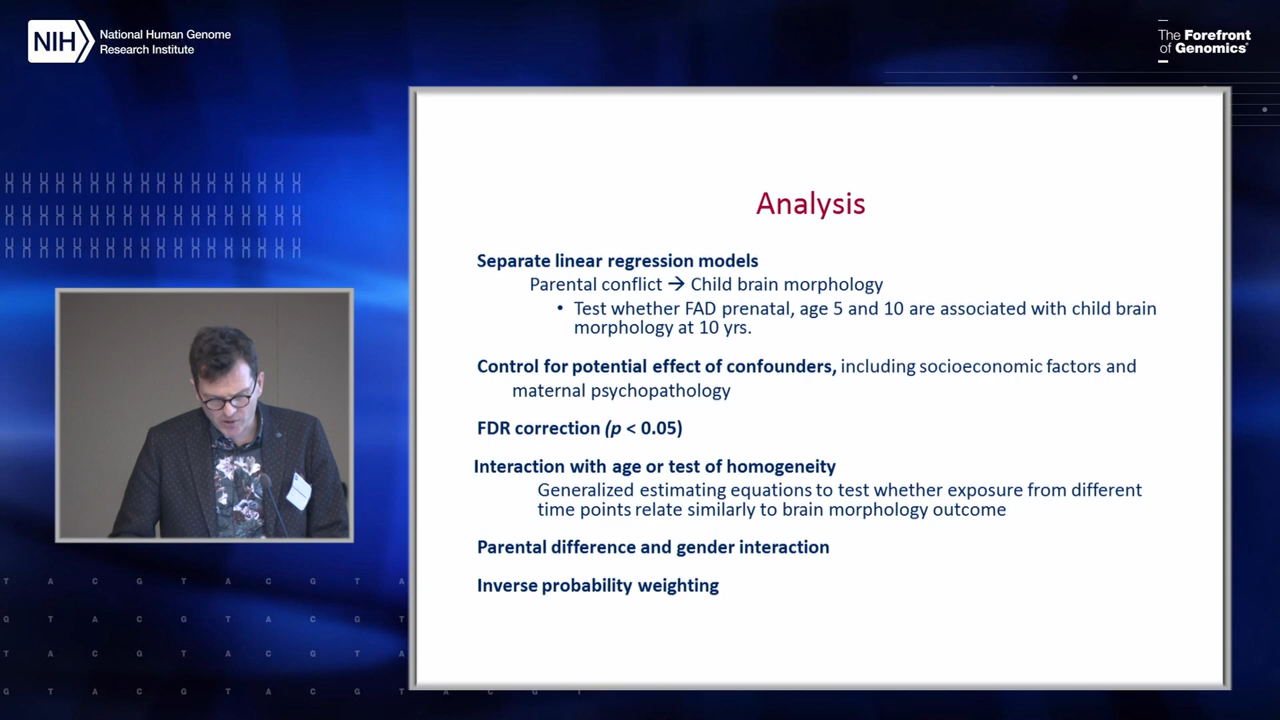 NIH
National Human Genome
Research Institute
The Forefront
of Genomics®
Analysis
Separate linear regression models
Parental conflict → Child brain morphology
• Test whether FAD prenatal, age 5 and 10 are associated with child brain
morphology at 10 yrs.
Control for potential effect of confounders, including socioeconomic factors and
maternal psychopathology
FDR correction (p < 0.05)
Interaction with age or test of homogeneity
Generalized estimating equations to test whether exposure from different
time points relate similarly to brain morphology outcome
Parental difference and gender interaction
Inverse probability weighting
T A C G T A C G T A
G T A C G T A C G T
T A C G T A C G T A
G T A C G T A C G T A C G T